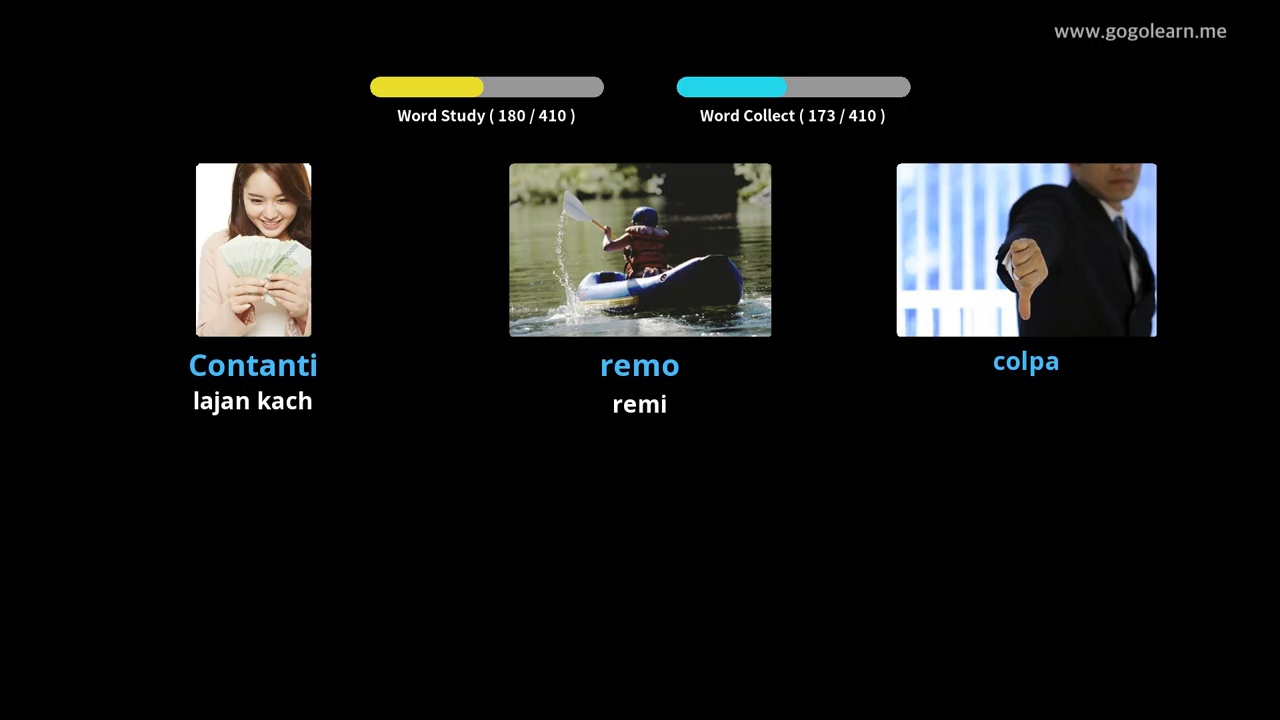 www.gogolearn.me
Word Study ( 180 / 410 )
Word Collect ( 173 / 410 )
Contanti
lajan kach
remo
remi
colpa